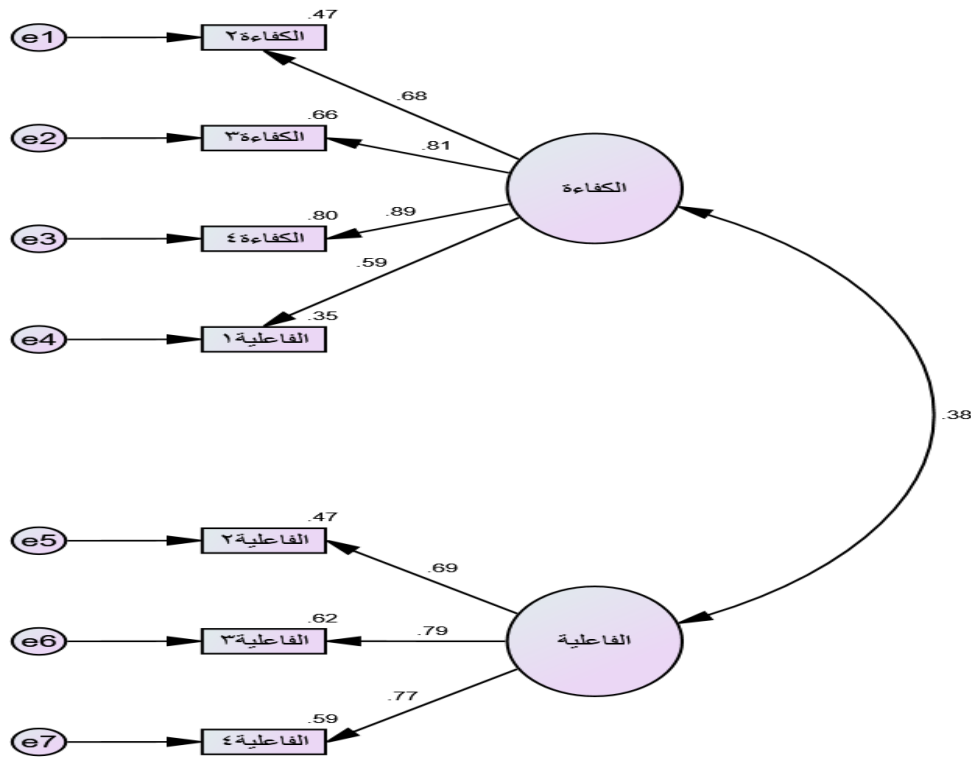 .47
e1
الكفاءة٢
.68
.66
e2
الكفاءة٣
.81
الكفاءة
.80
.89
e3
الكفاءة٤
.59
.35
e4
الفاعلية١
.38
.47
e5
الفاعلية٢
.69
.62
e6
الفاعلية٣
.79
الفاعلية
.77
.59
e7
الفاعلية٤